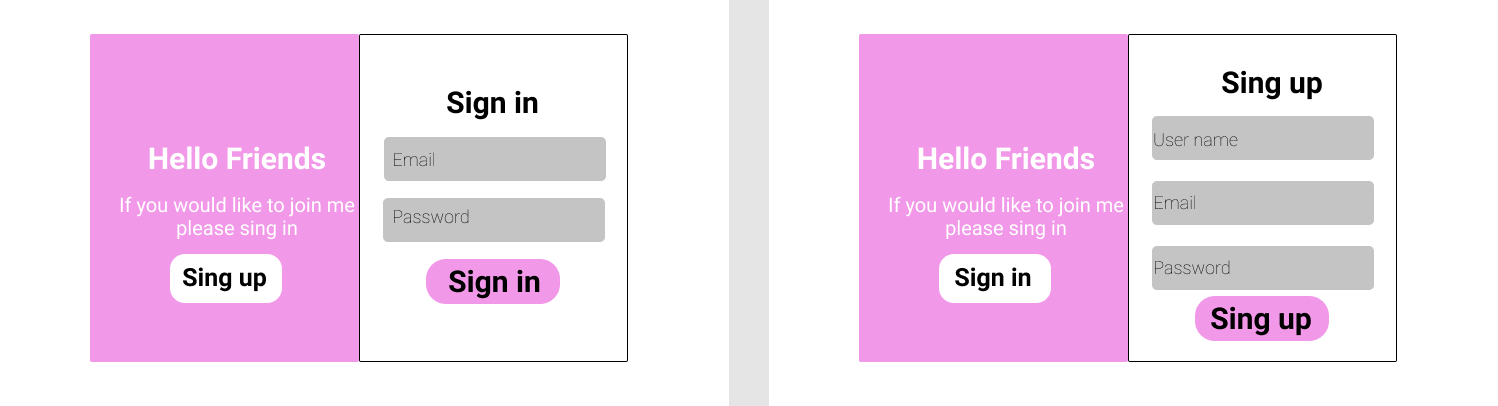 Hello Friends
If you would like to join me
please sing in
Sing up
Sign in
Email
Password
Sign in
Hello Friends
If you would like to join me
please sing in
Sign in
Sing up
User name
Email
Password
Sing up